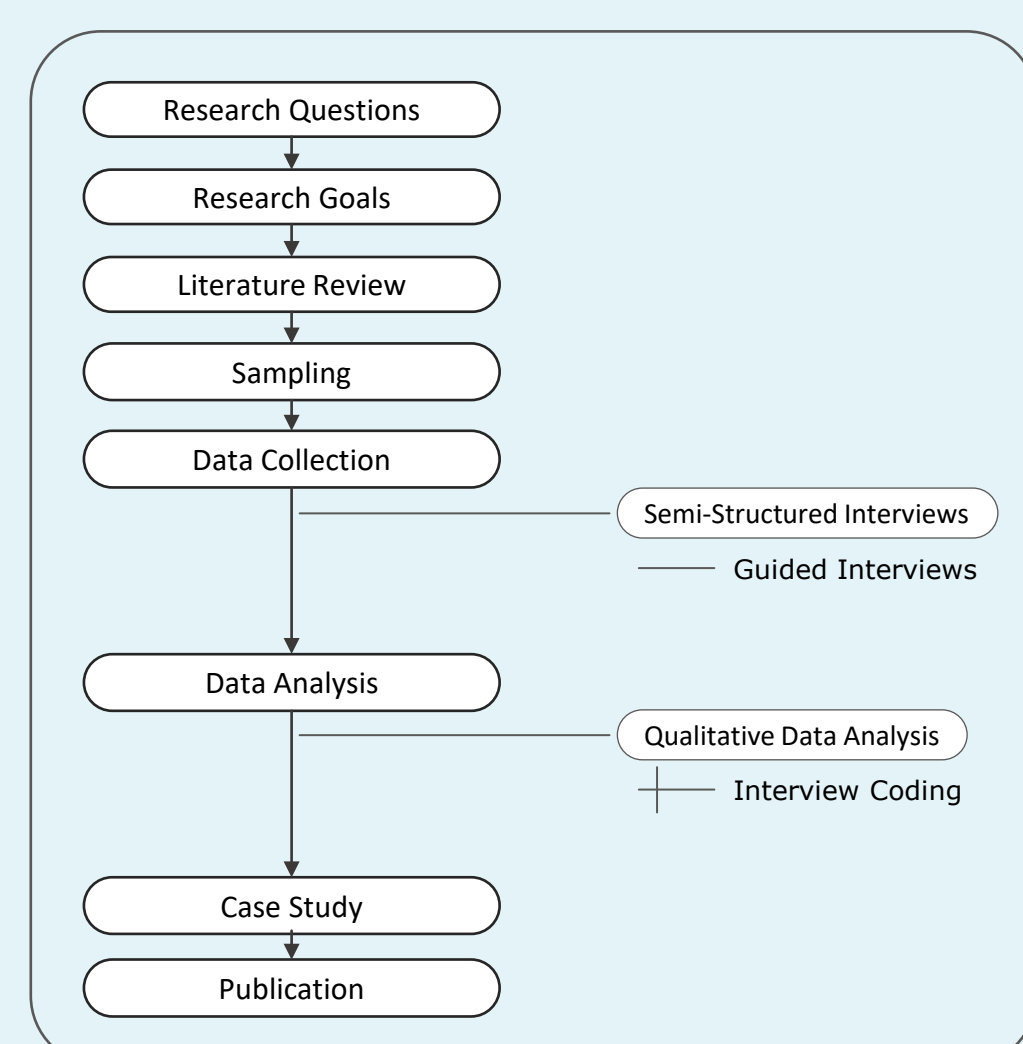 Research Questions
Research Goals
Literature Review
Sampling
Data Collection
Semi-Structured Interviews
Guided Interviews
Data Analysis
Qualitative Data Analysis
Interview Coding
Case Study
Publication